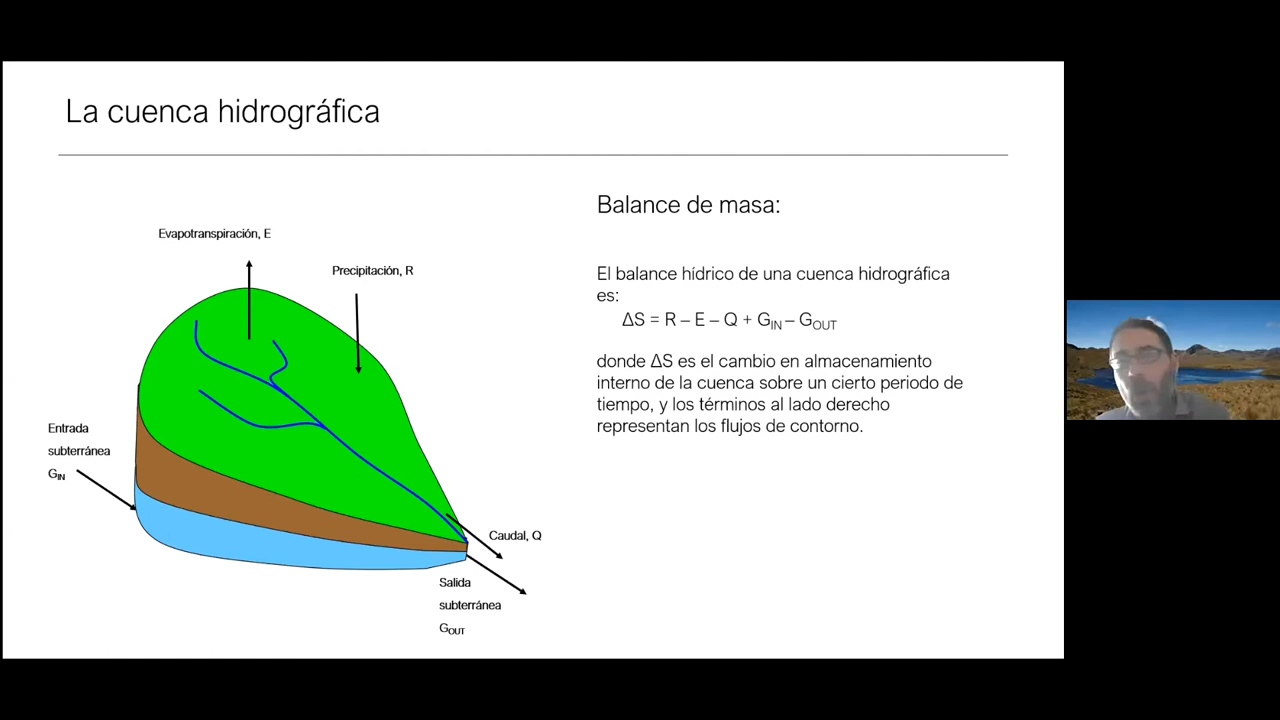 La cuenca hidrográfica
Balance de masa:
Evapotranspiración, E
Precipitación, R
El balance hídrico de una cuenca hidrográfica
es:
ΔS = R – E – Q + GIN – GOUT
donde ΔS es el cambio en almacenamiento
interno de la cuenca sobre un cierto periodo de
tiempo, y los términos al lado derecho
representan los flujos de contorno.
Entrada
subterránea
GIN
Caudal, Q
Salida
subterránea
GOUT